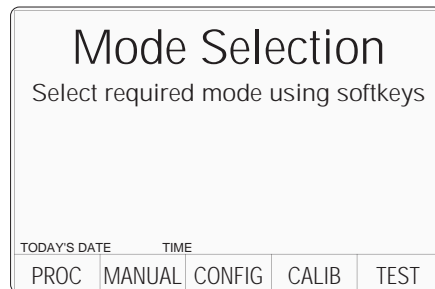 Mode Selection
Select required mode using softkeys
TODAY'S DATE TIME
PROC MANUAL CONFIG CALIB TEST